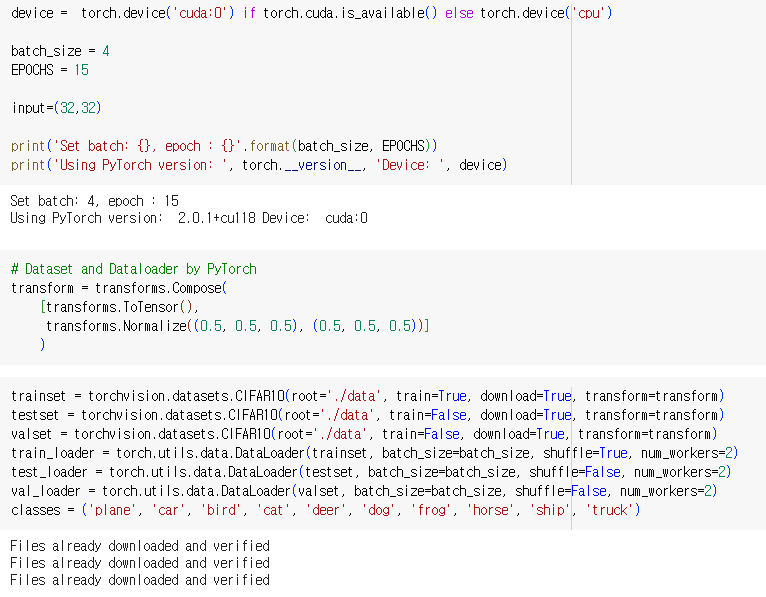 device =  torch.device('cuda:0') if torch.cuda.is_available() else torch.device('cpu')
batch_size = 4
EPOCHS = 15
input=(32,32)
print('Set batch: {}, epoch : {}'.format(batch_size, EPOCHS))
print('Using PyTorch version: ', torch.__version__, 'Device: ', device)
Set batch: 4, epoch : 15
Using PyTorch version:  2.0.1+cu118 Device:  cuda:0
# Dataset and Dataloader by PyTorch
transform = transforms.Compose(
    [transforms.ToTensor(),
     transforms.Normalize((0.5, 0.5, 0.5), (0.5, 0.5, 0.5))]
    )
trainset = torchvision.datasets.CIFAR10(root='./data', train=True, download=True, transform=transform)
testset = torchvision.datasets.CIFAR10(root='./data', train=False, download=True, transform=transform)
valset = torchvision.datasets.CIFAR10(root='./data', train=False, download=True, transform=transform)
train_loader = torch.utils.data.DataLoader(trainset, batch_size=batch_size, shuffle=True, num_workers=2)
test_loader = torch.utils.data.DataLoader(testset, batch_size=batch_size, shuffle=False, num_workers=2)
val_loader = torch.utils.data.DataLoader(valset, batch_size=batch_size, shuffle=False, num_workers=2)
classes = ('plane', 'car', 'bird', 'cat', 'deer', 'dog', 'frog', 'horse', 'ship', 'truck')
Files already downloaded and verified
Files already downloaded and verified
Files already downloaded and verified